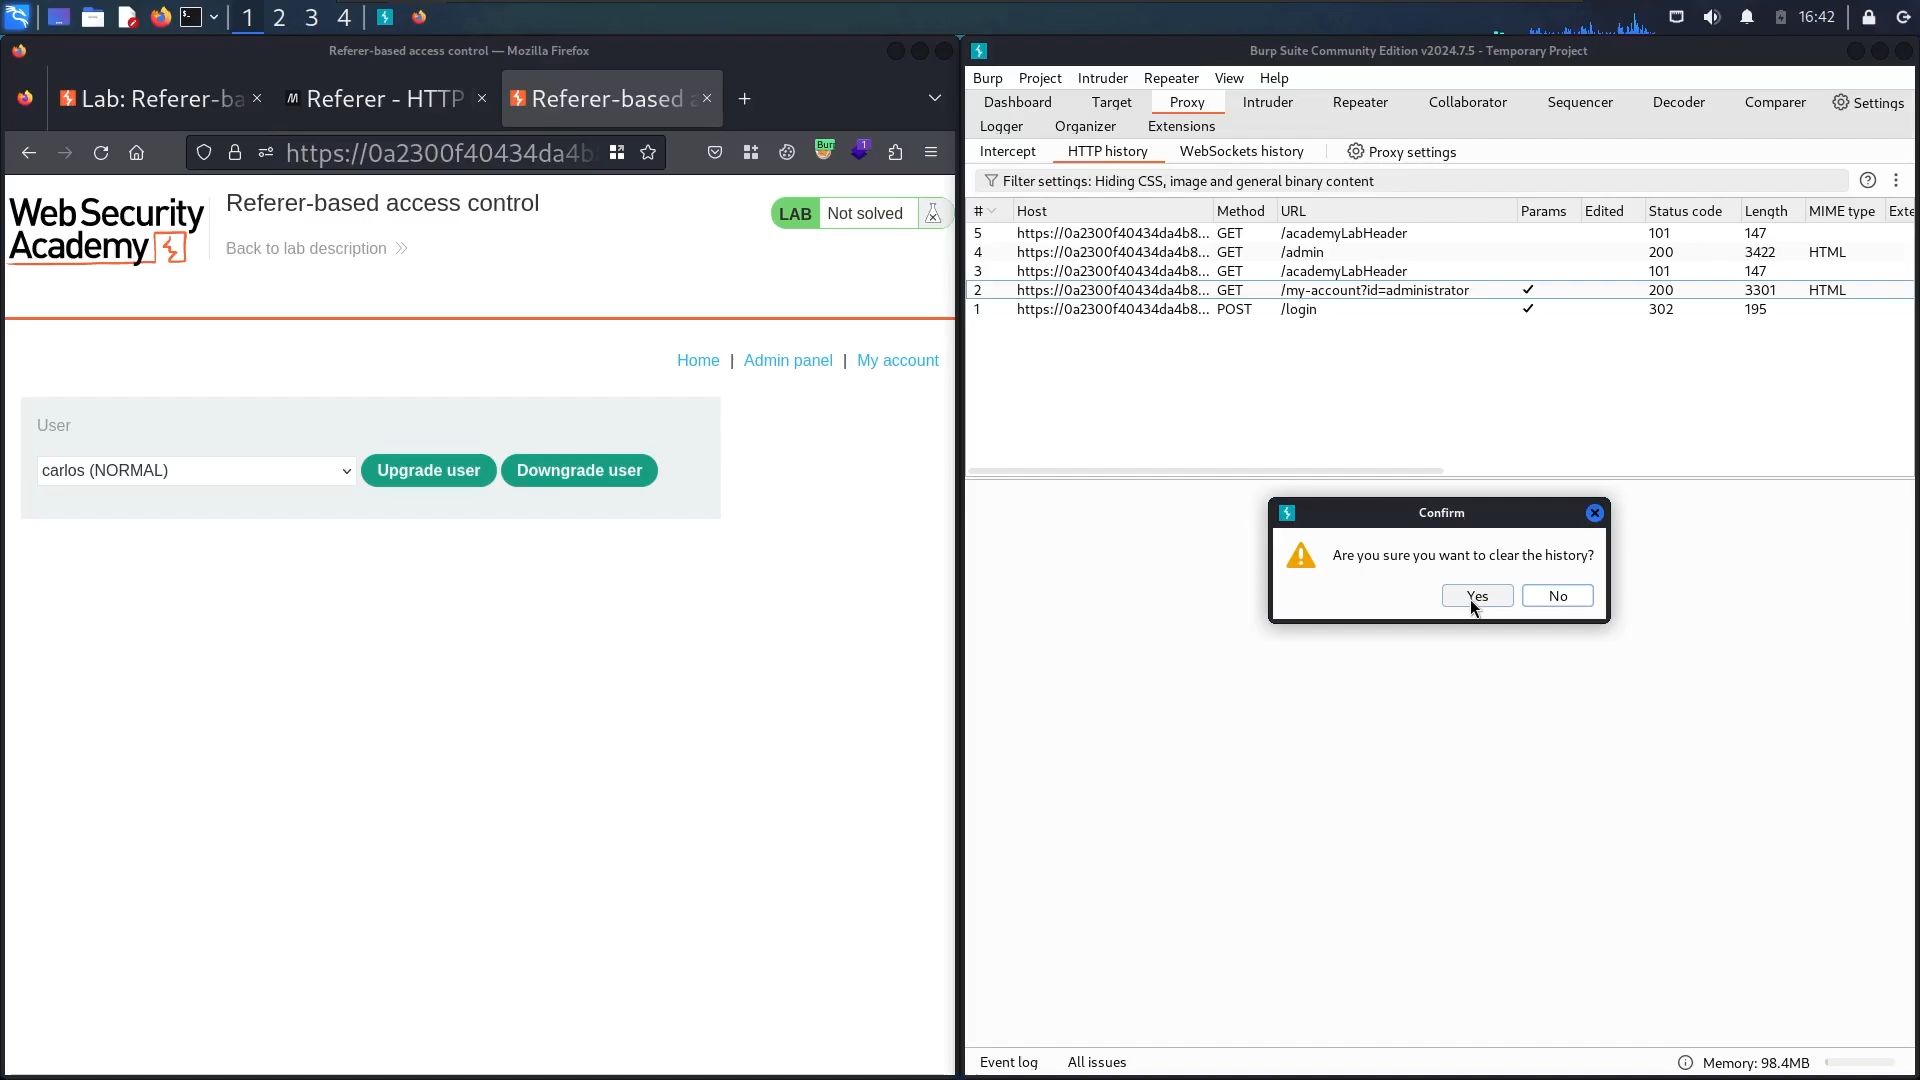 1 2 3 4
16:42
Referer-based access control — Mozilla Firefox
Lab: Referer-ba
Referer - HTTP
Referer-based a
https://0a2300f40434da4b
Burp
1
Web Security
Academy
Referer-based access control
Back to lab description
LAB Not solved
Home | Admin panel | My account
User
carlos (NORMAL)
Upgrade user
Downgrade user
Burp Suite Community Edition v2024.7.5 - Temporary Project
Burp Project Intruder Repeater View Help
Dashboard Target Proxy Intruder Repeater Collaborator Sequencer Decoder Comparer Settings
Logger Organizer Extensions
Intercept HTTP history WebSockets history Proxy settings
Filter settings: Hiding CSS, image and general binary content
# Host Method URL Params Edited Status code Length MIME type Exte
5 https://0a2300f40434da4b8... GET /academyLabHeader 101 147
4 https://0a2300f40434da4b8... GET /admin 200 3422 HTML
3 https://0a2300f40434da4b8... GET /academyLabHeader 101 147
2 https://0a2300f40434da4b8... GET /my-account?id=administrator ✓ 200 3301 HTML
1 https://0a2300f40434da4b8... POST /login ✓ 302 195
Confirm
Are you sure you want to clear the history?
Yes No
Event log All issues
Memory: 98.4MB